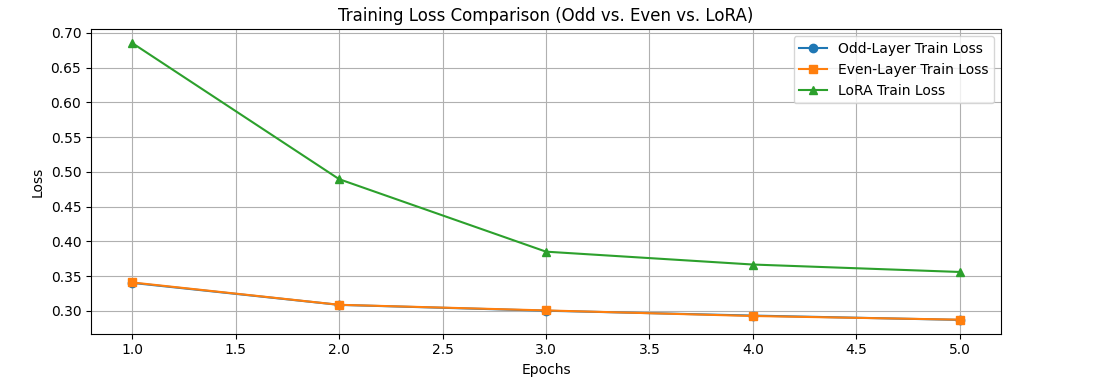 Training Loss Comparison (Odd vs. Even vs. LoRA)
Odd-Layer Train Loss
Even-Layer Train Loss
LoRA Train Loss
Loss
0.70
0.65
0.60
0.55
0.50
0.45
0.40
0.35
0.30
1.0 1.5 2.0 2.5 3.0 3.5 4.0 4.5 5.0
Epochs